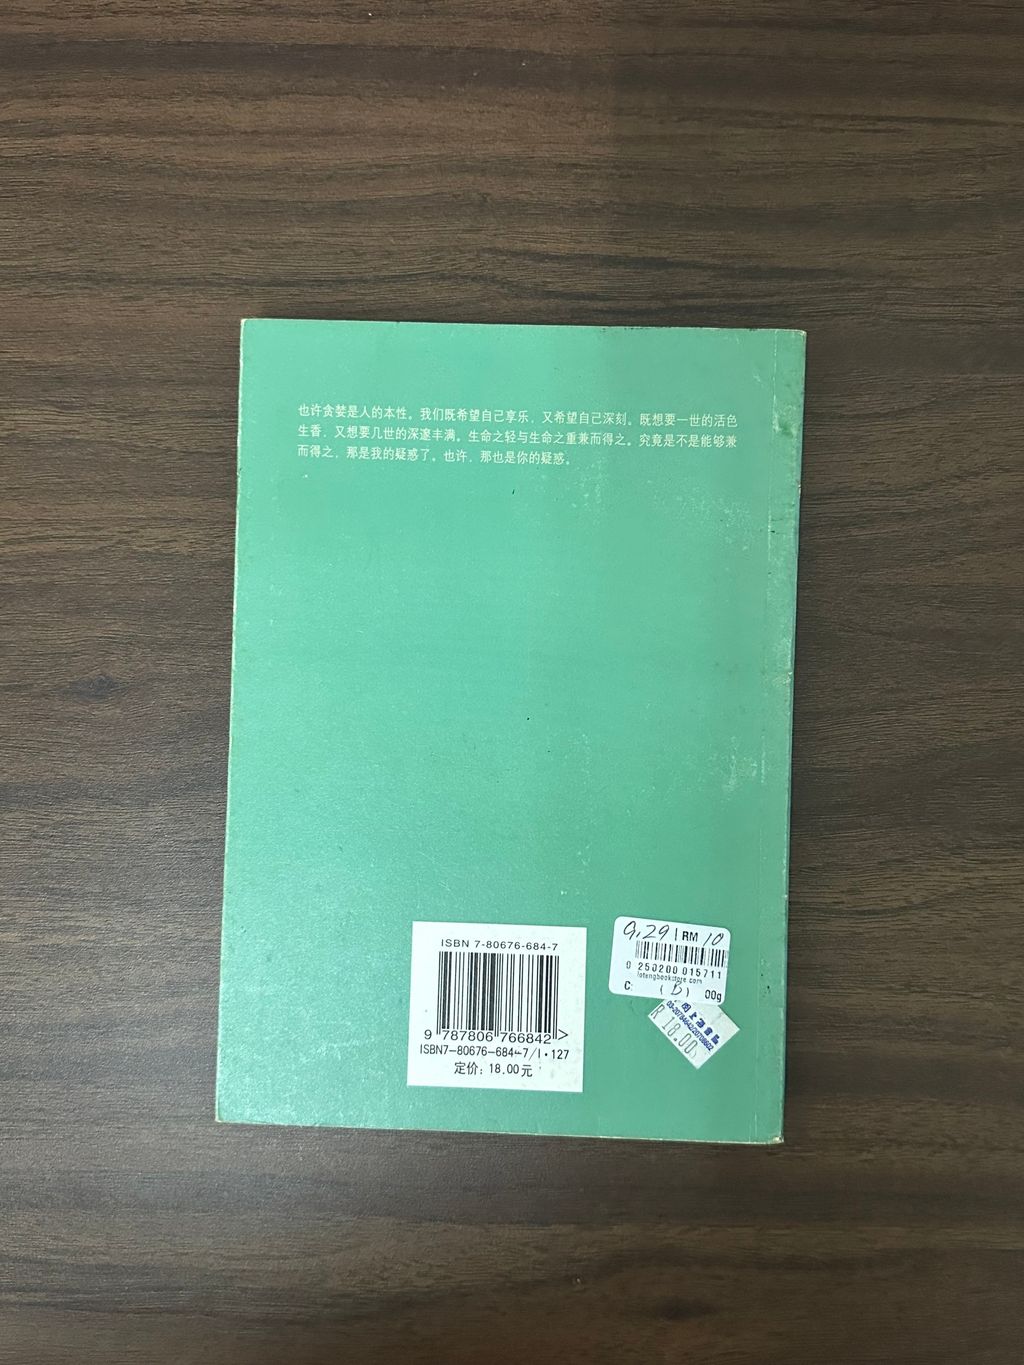 也许贪婪是人的本性。我们既希望自己享乐，又希望自己深刻。既想要一世的活色
生香，又想要几世的深邃丰满。生命之轻与生命之重兼而得之。究竟是不是能够兼
而得之，那是我的疑惑了。也许，那也是你的疑惑。
ISBN 7-80676-684-7
9 787806 766842 >
ISBN7-80676-684-7/I·127
定价：18.00元
9.29 RM 10
0 250200 015711
lotengbookstore.com
C: (B) 00g
上海書局
R 18.00